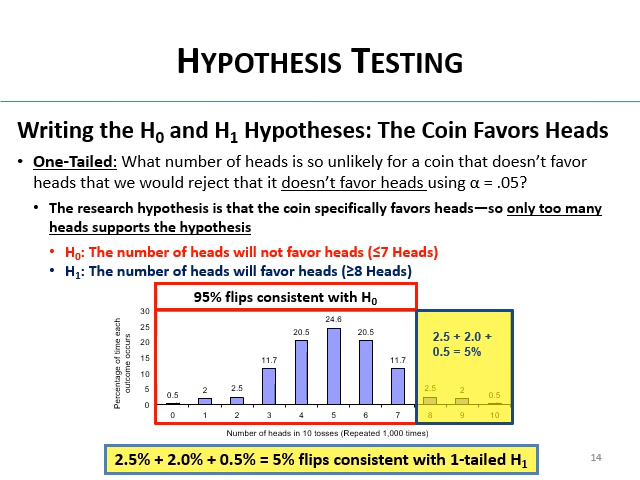 HYPOTHESIS TESTING
Writing the H0 and H1 Hypotheses: The Coin Favors Heads
• One-Tailed: What number of heads is so unlikely for a coin that doesn't favor
heads that we would reject that it doesn't favor heads using α = .05?
• The research hypothesis is that the coin specifically favors heads—so only too many
heads supports the hypothesis
• H0: The number of heads will not favor heads (≤7 Heads)
• H1: The number of heads will favor heads (≥8 Heads)
95% flips consistent with H0
Percentage of time each
outcome occurs
30
25
20
15
10
5
0
0.5
2
2.5
11.7
20.5
24.6
20.5
11.7
2.5
2
0.5
2.5 + 2.0 +
0.5 = 5%
0 1 2 3 4 5 6 7 8 9 10
Number of heads in 10 tosses (Repeated 1,000 times)
2.5% + 2.0% + 0.5% = 5% flips consistent with 1-tailed H1
14